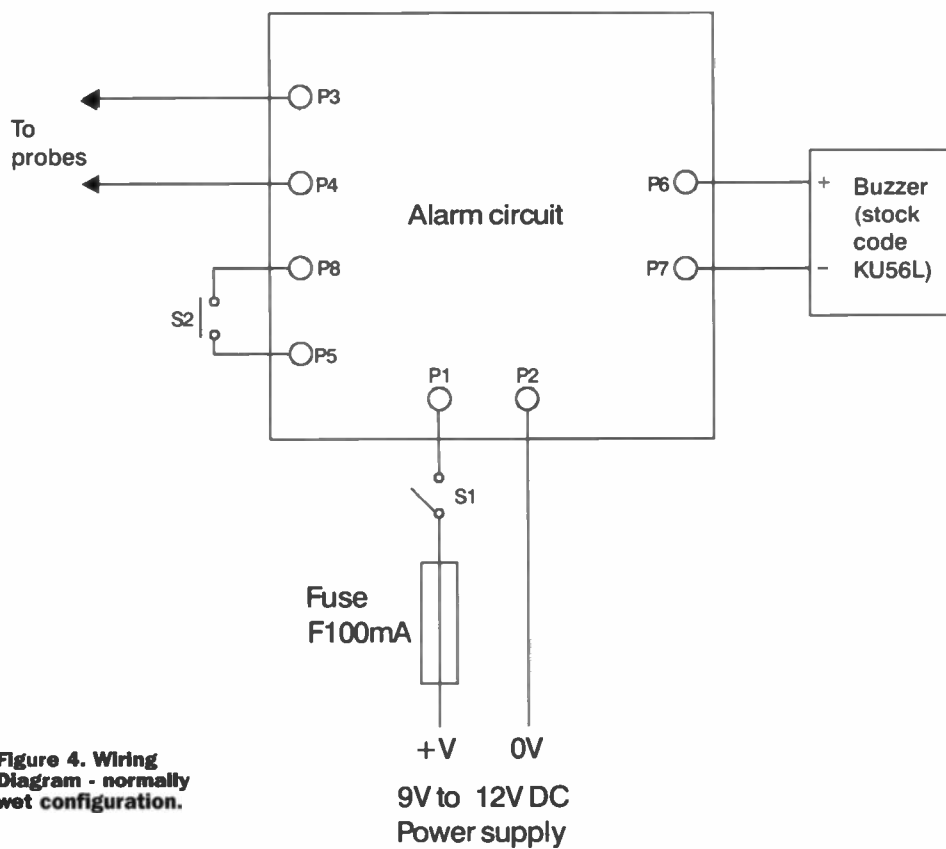 P3
To
probes
P4
P6
+
Buzzer
(stock
code
KU56L)
Alarm circuit
P8
P7
-
S2
P5
P1
P2
S1
Fuse
F100mA
+V
0V
Figure 4. Wiring
Diagram - normally
wet configuration.
9V to 12V DC
Power supply